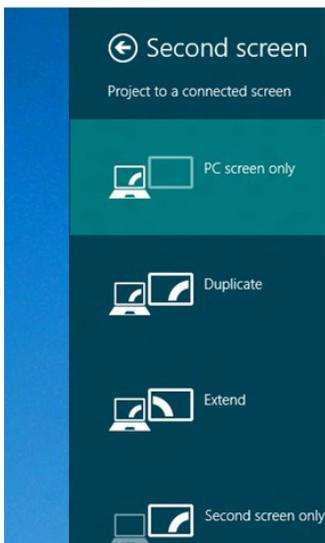 Second screen
Project to a connected screen
PC screen only
Duplicate
Extend
Second screen only